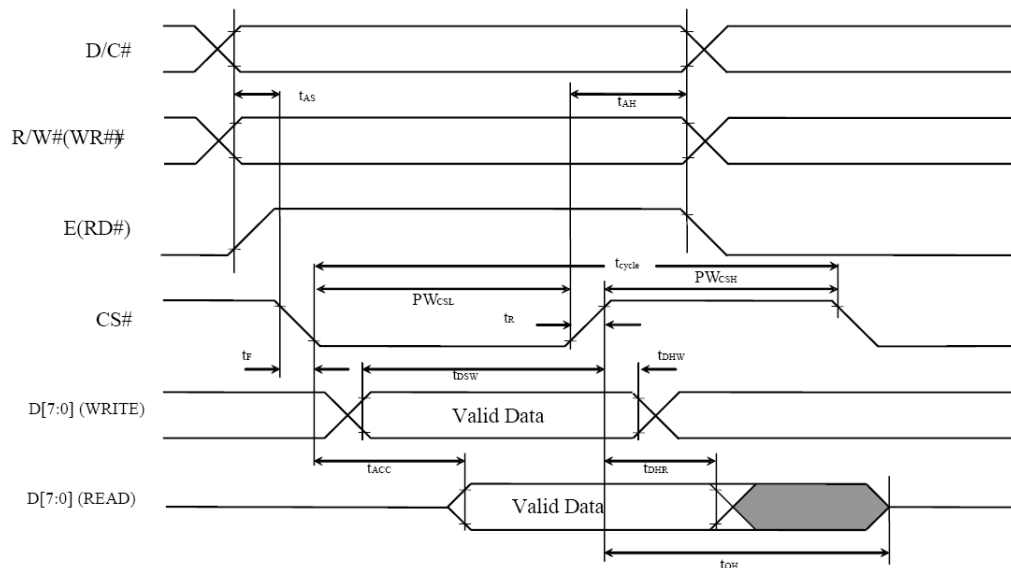 D/C#
tAS
tAH
R/W#(WR##)
E(RD#)
tcycle
PWCSL
PWCSH
CS#
tR
tF
tDSW
tDHW
D[7:0] (WRITE)
Valid Data
tACC
tDHR
D[7:0] (READ)
Valid Data
tOH